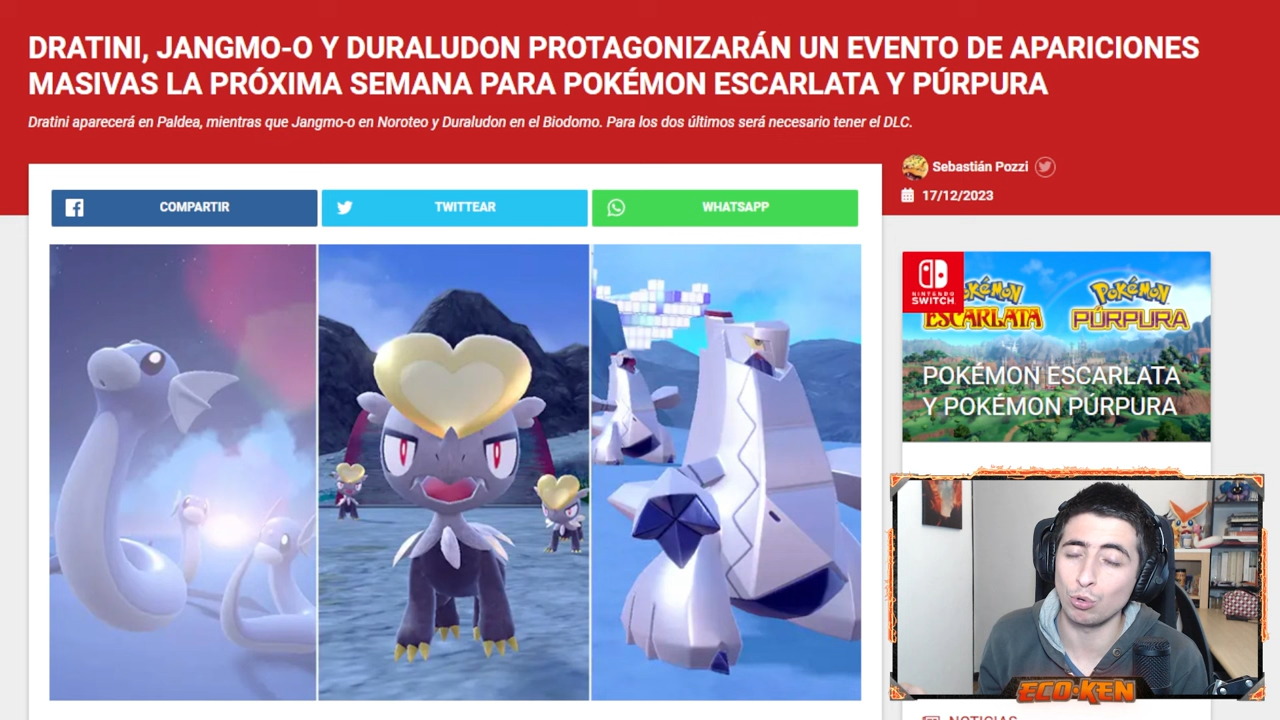 DRATINI, JANGMO-O Y DURALUDON PROTAGONIZARÁN UN EVENTO DE APARICIONES
MASIVAS LA PRÓXIMA SEMANA PARA POKÉMON ESCARLATA Y PÚRPURA
Dratini aparecerá en Paldea, mientras que Jangmo-o en Noroteo y Duraludon en el Biodomo. Para los dos últimos será necesario tener el DLC.
Sebastián Pozzi
17/12/2023
COMPARTIR
TWITTEAR
WHATSAPP
NINTENDO
SWITCH
POKÉMON
ESCARLATA
POKÉMON
PÚRPURA
POKÉMON ESCARLATA
Y POKÉMON PÚRPURA
ECO•KEN
NOTICIAS